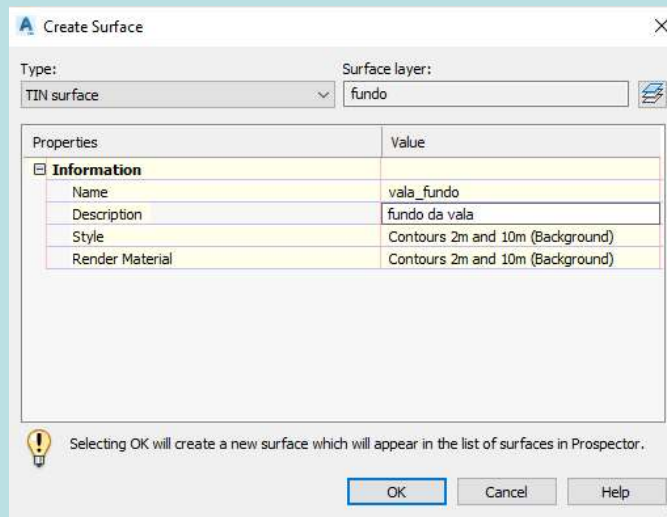 Create Surface
Type:
Surface layer:
TIN surface
fundo
Properties
Value
Information
Name
vala_fundo
Description
fundo da vala
Style
Contours 2m and 10m (Background)
Render Material
Contours 2m and 10m (Background)
Selecting OK will create a new surface which will appear in the list of surfaces in Prospector.
OK
Cancel
Help